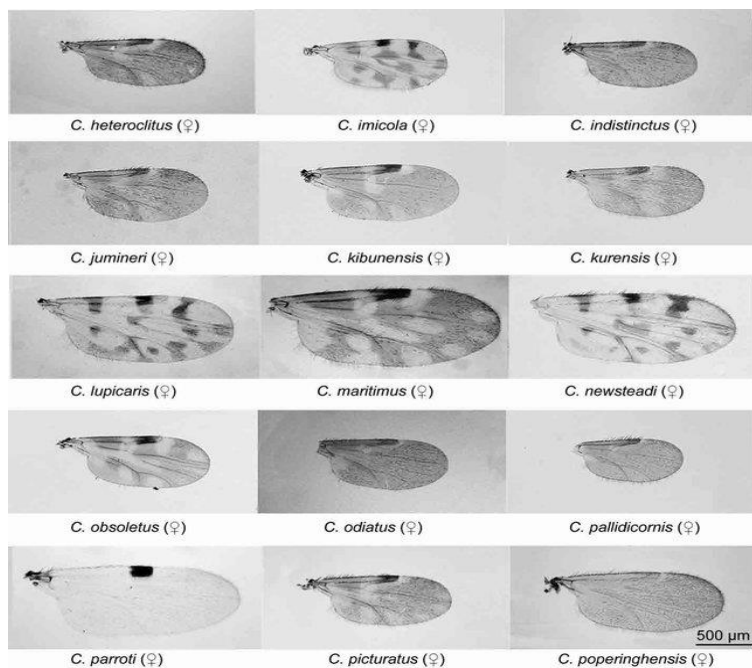 C. heteroclitus (♀) C. imicola (♀) C. indistinctus (♀)
C. jumineri (♀) C. kibunensis (♀) C. kurensis (♀)
C. lupicaris (♀) C. maritimus (♀) C. newsteadi (♀)
C. obsoletus (♀) C. odiatus (♀) C. pallidicornis (♀)
500 µm
C. parroti (♀) C. picturatus (♀) C. poperinghensis (♀)